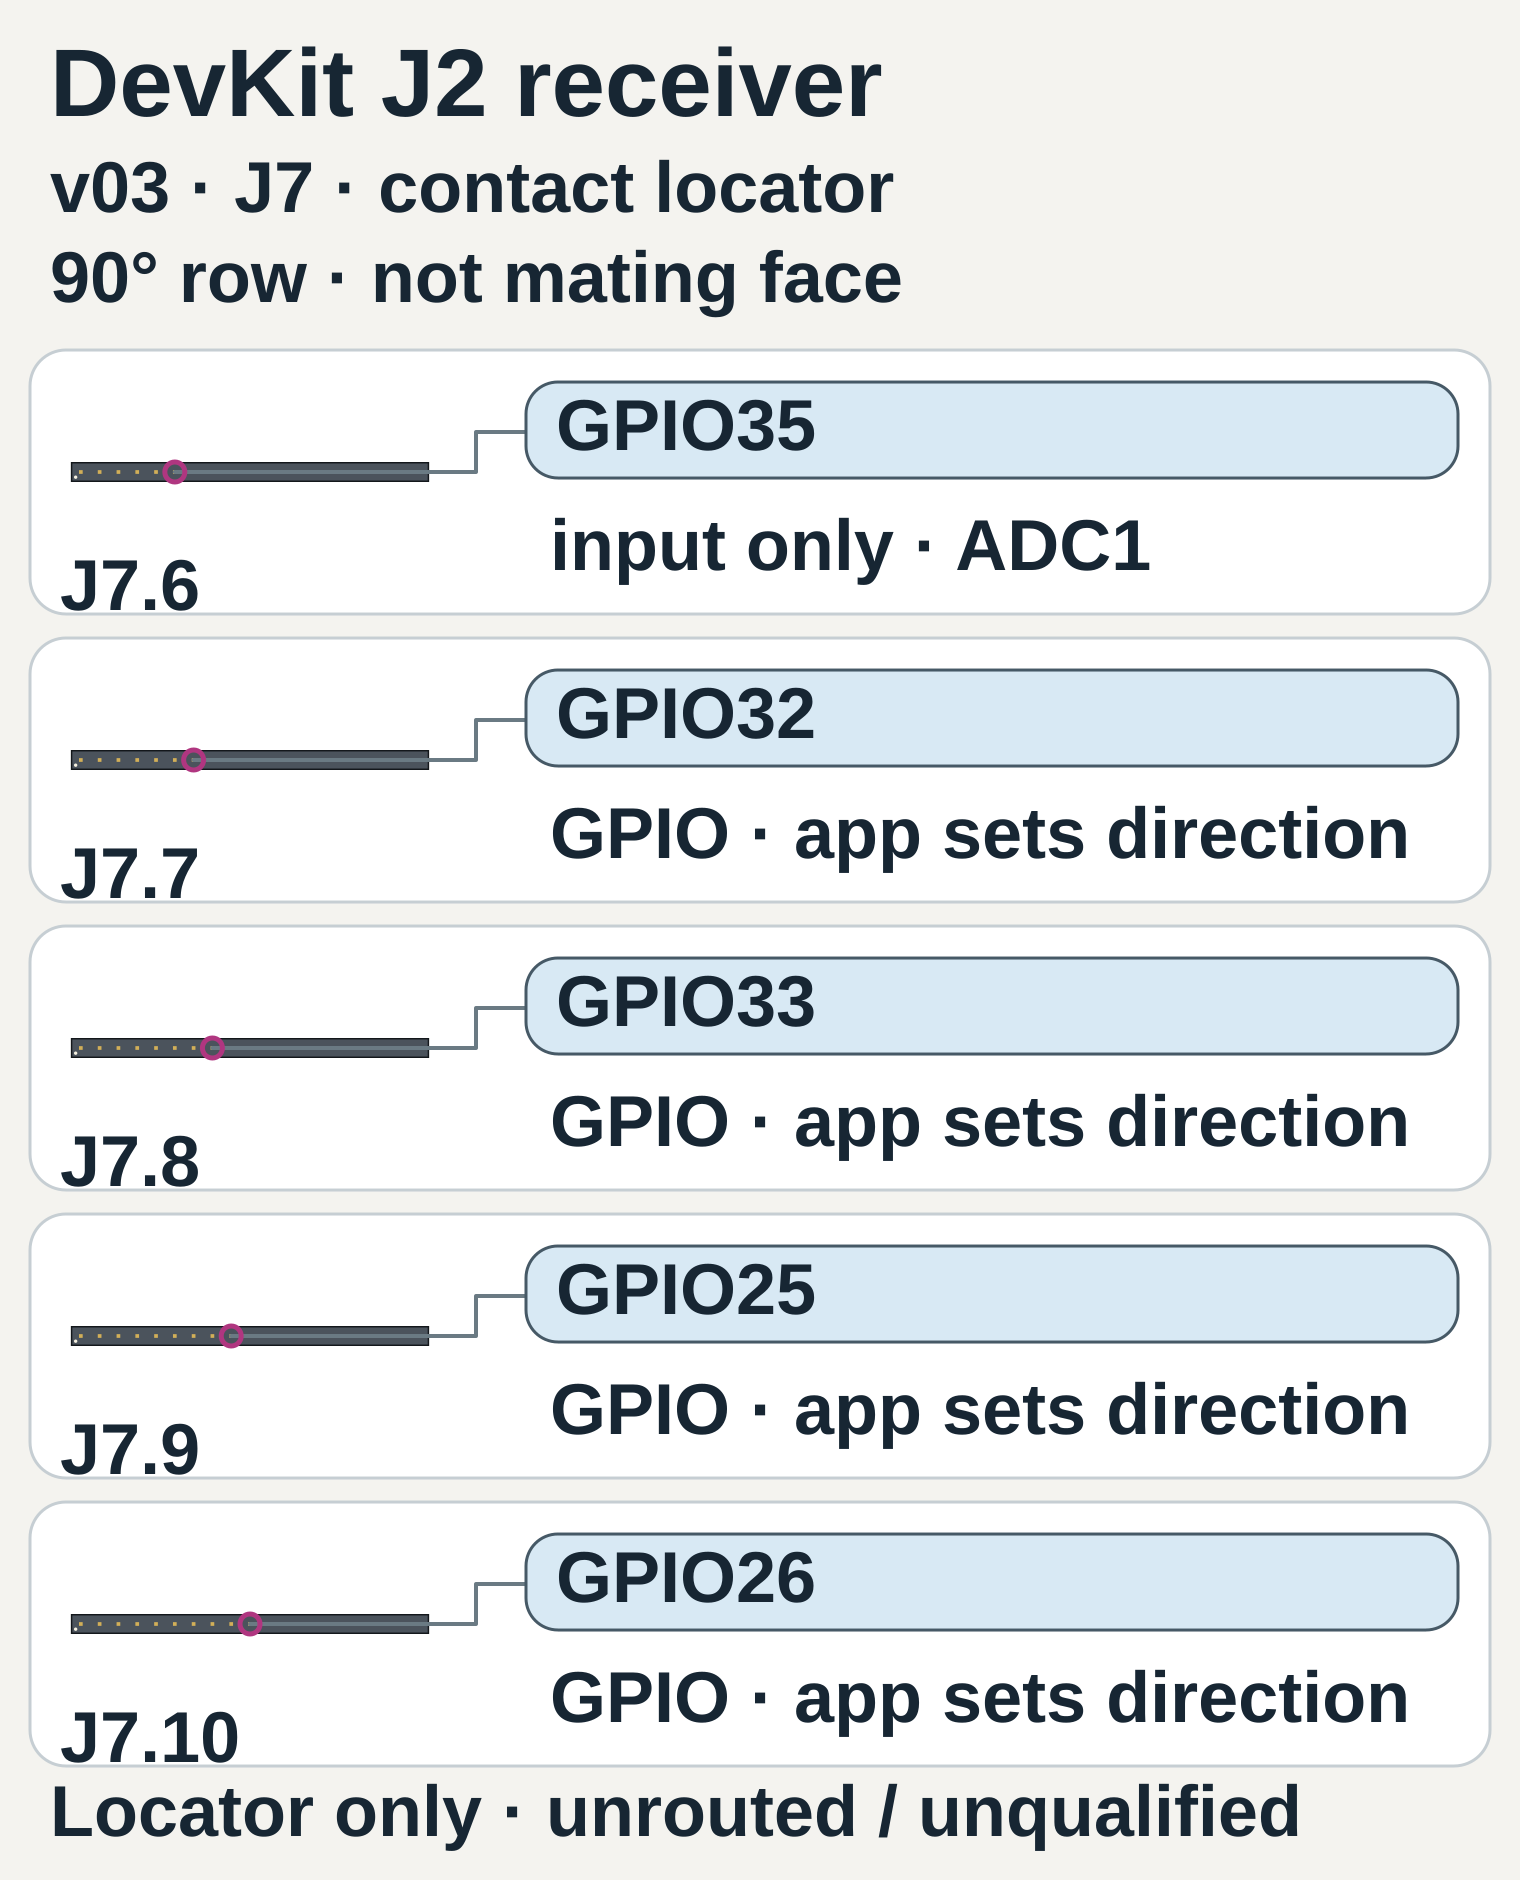 DevKit J2 receiver
v03 · J7 · contact locator
90° row · not mating face
GPIO35
input only · ADC1
J7.6
GPIO32
GPIO · app sets direction
J7.7
GPIO33
GPIO · app sets direction
J7.8
GPIO25
GPIO · app sets direction
J7.9
GPIO26
GPIO · app sets direction
J7.10
Locator only · unrouted / unqualified